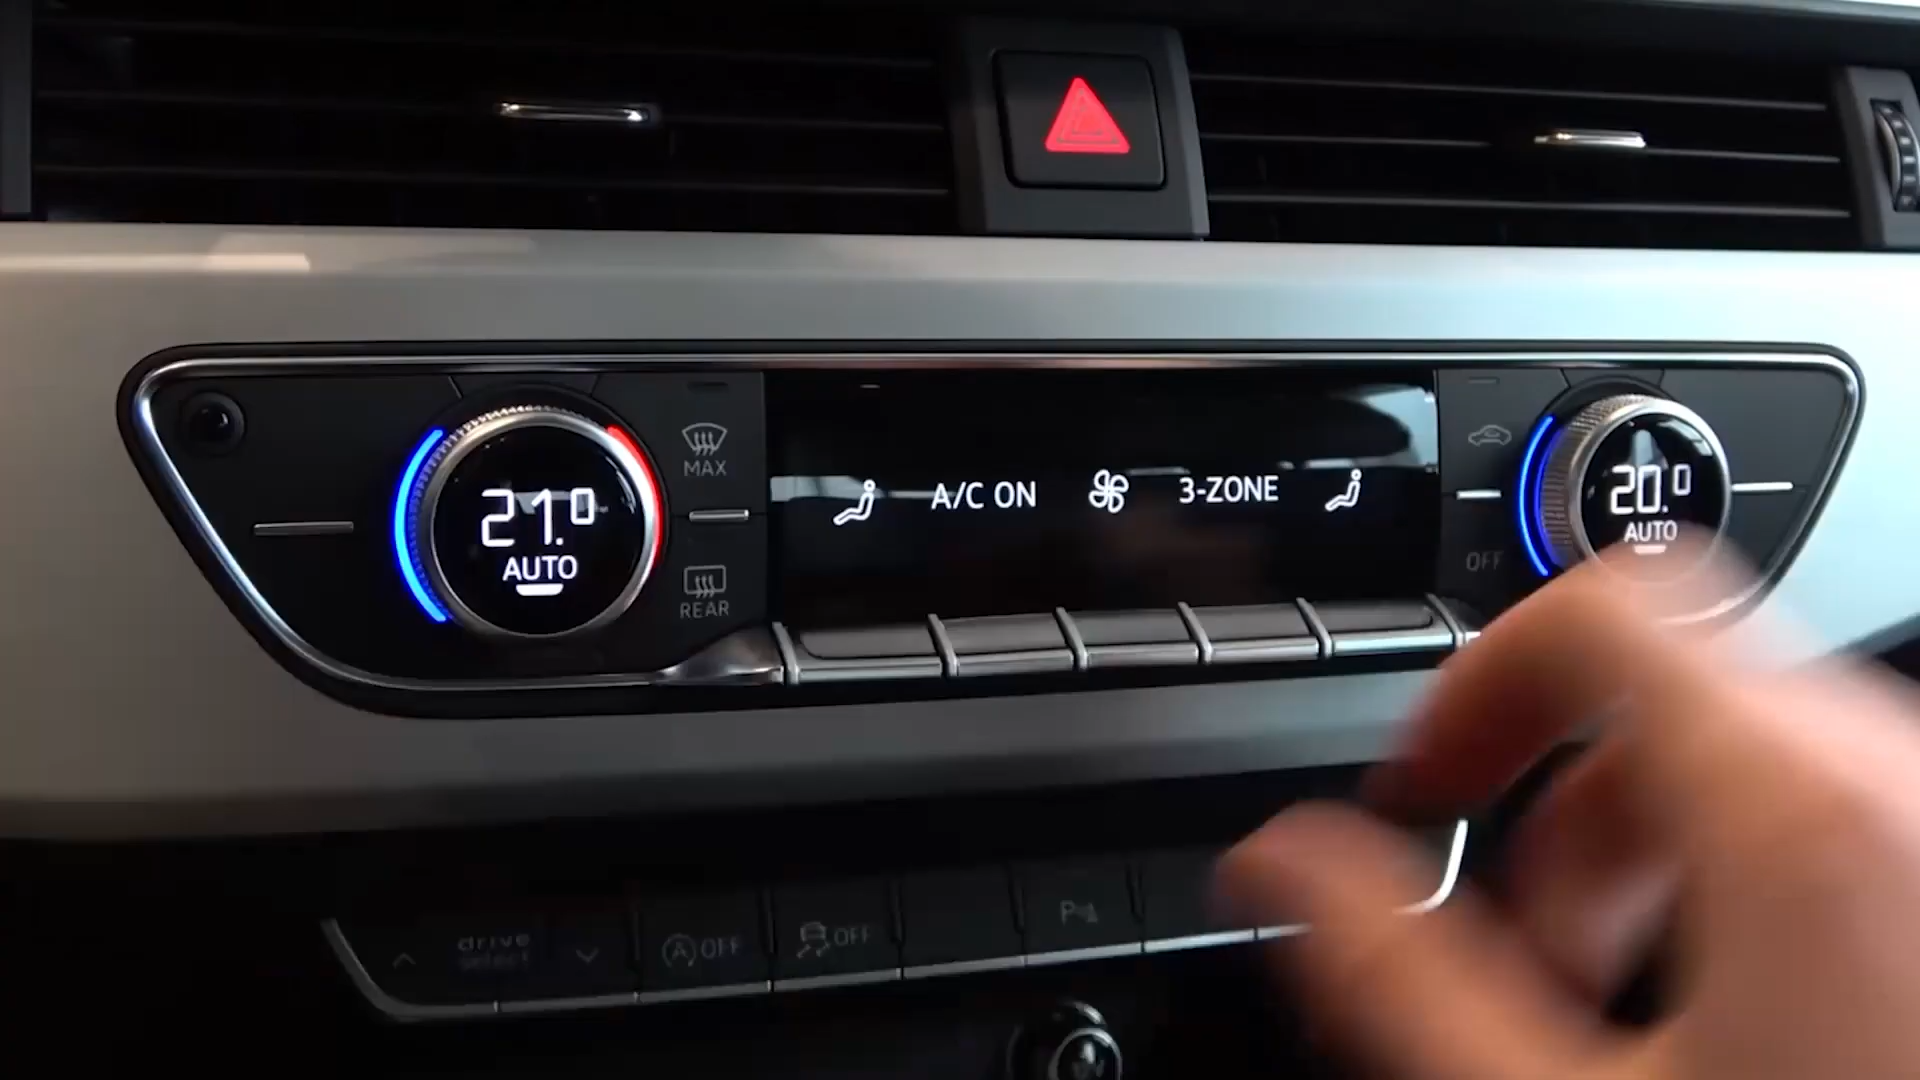 MAX
21.0
AUTO
REAR
A/C ON
3-ZONE
20.0
AUTO
OFF
drive
select
A OFF
OFF
P